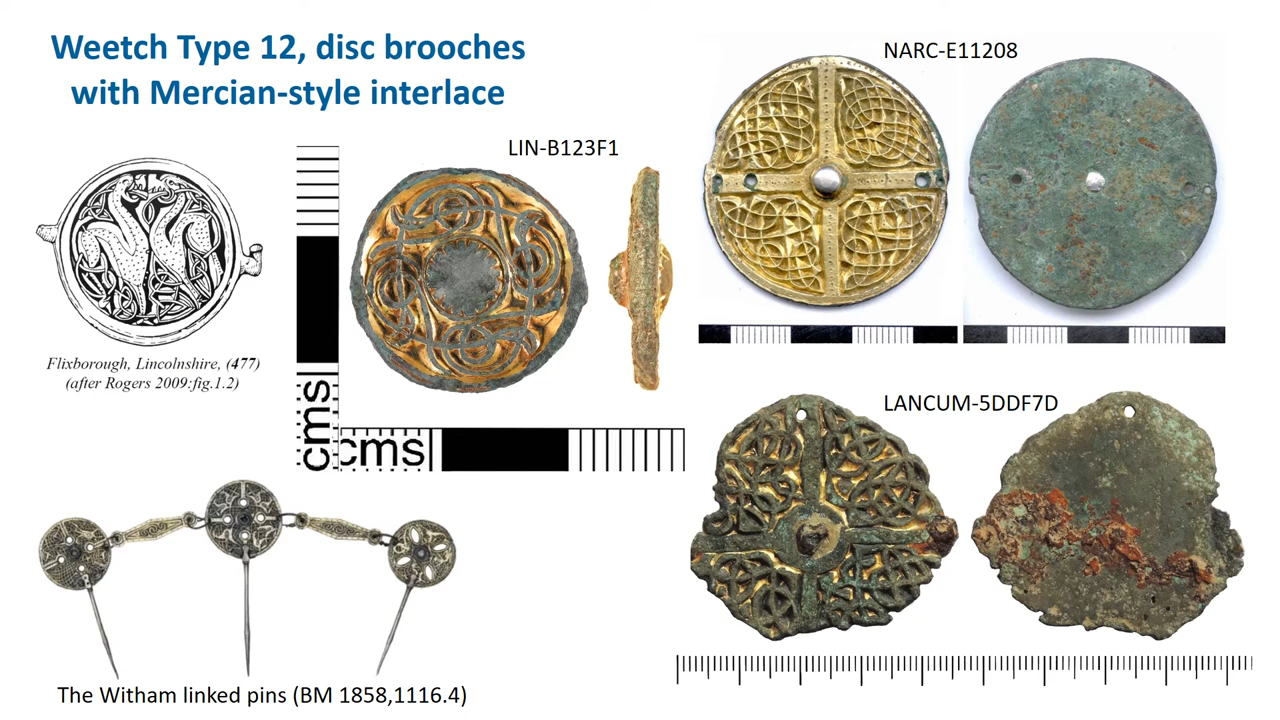 Weetch Type 12, disc brooches
with Mercian-style interlace
NARC-E11208
LIN-B123F1
Flixborough, Lincolnshire, (477)
(after Rogers 2009:fig.1.2)
cms
cms
LANCUM-5DDF7D
The Witham linked pins (BM 1858,1116.4)